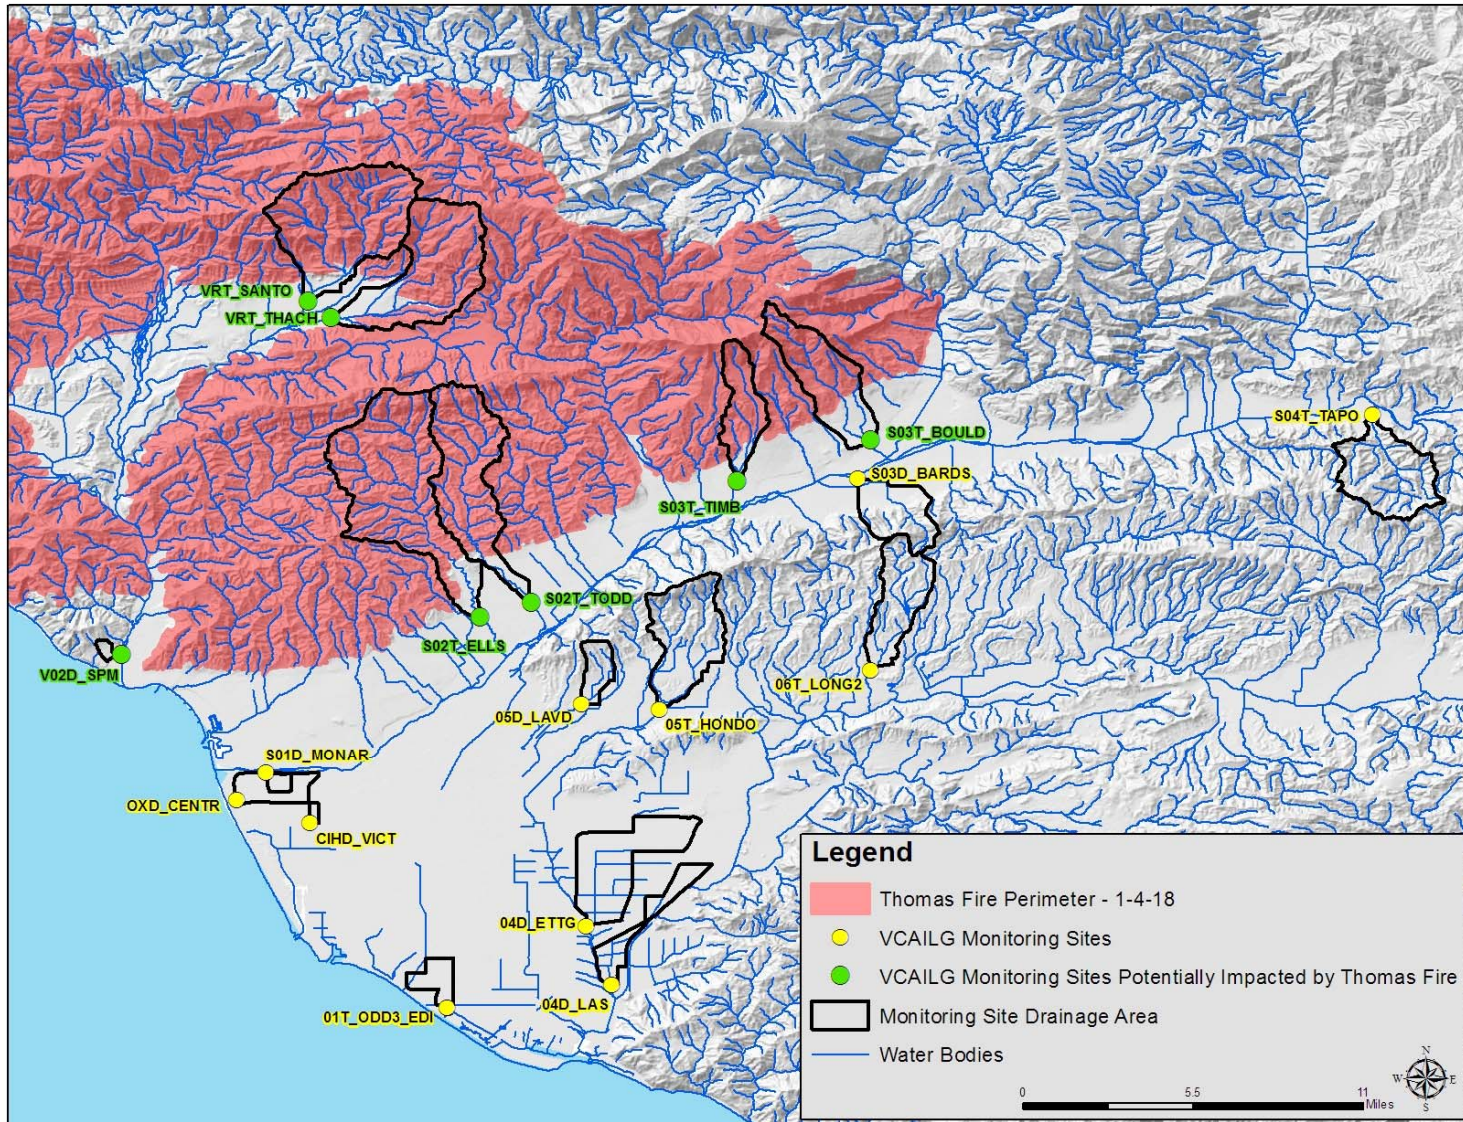 VRT_SANTO
VRT_THACH
S04T_TAPO
S03T_BOULD
S03D_BARDS
S03T_TIMB
S02T_TODD
S02T_ELLS
V02D_SPM
06T_LONG2
05D_LAVD
05T_HONDO
S01D_MONAR
OXD_CENTR
CIHD_VICT
04D_ETTG
04D_LAS
01T_ODD3_EDI
Legend
Thomas Fire Perimeter - 1-4-18
VCAILG Monitoring Sites
VCAILG Monitoring Sites Potentially Impacted by Thomas Fire
Monitoring Site Drainage Area
Water Bodies
N
W E
S
0 5.5 11
Miles